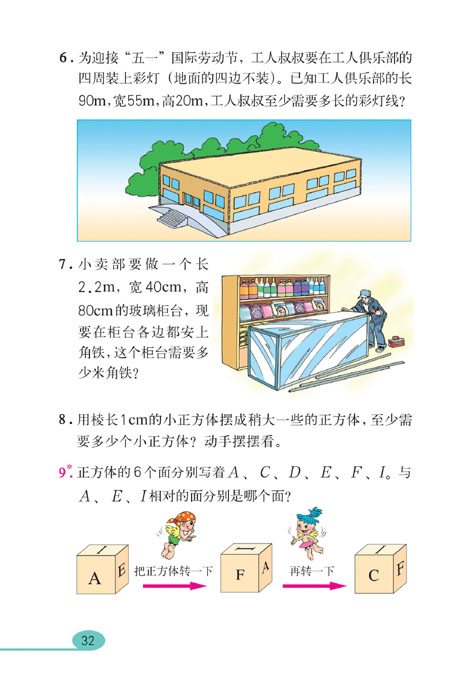 6．为迎接“五一”国际劳动节，工人叔叔要在工人俱乐部的
四周装上彩灯（地面的四边不装）。已知工人俱乐部的长
90m，宽55m，高20m，工人叔叔至少需要多长的彩灯线？
7．小卖部要做一个长
2.2m，宽40cm，高
80cm的玻璃柜台，现
要在柜台各边都安上
角铁，这个柜台需要多
少米角铁？
8．用棱长1cm的小正方体摆成稍大一些的正方体，至少需
要多少个小正方体？动手摆摆看。
9*．正方体的6个面分别写着A、C、D、E、F、I。与
A、E、I相对的面分别是哪个面？
I
A
E
把正方体转一下
I
F
A
再转一下
I
C
F
32